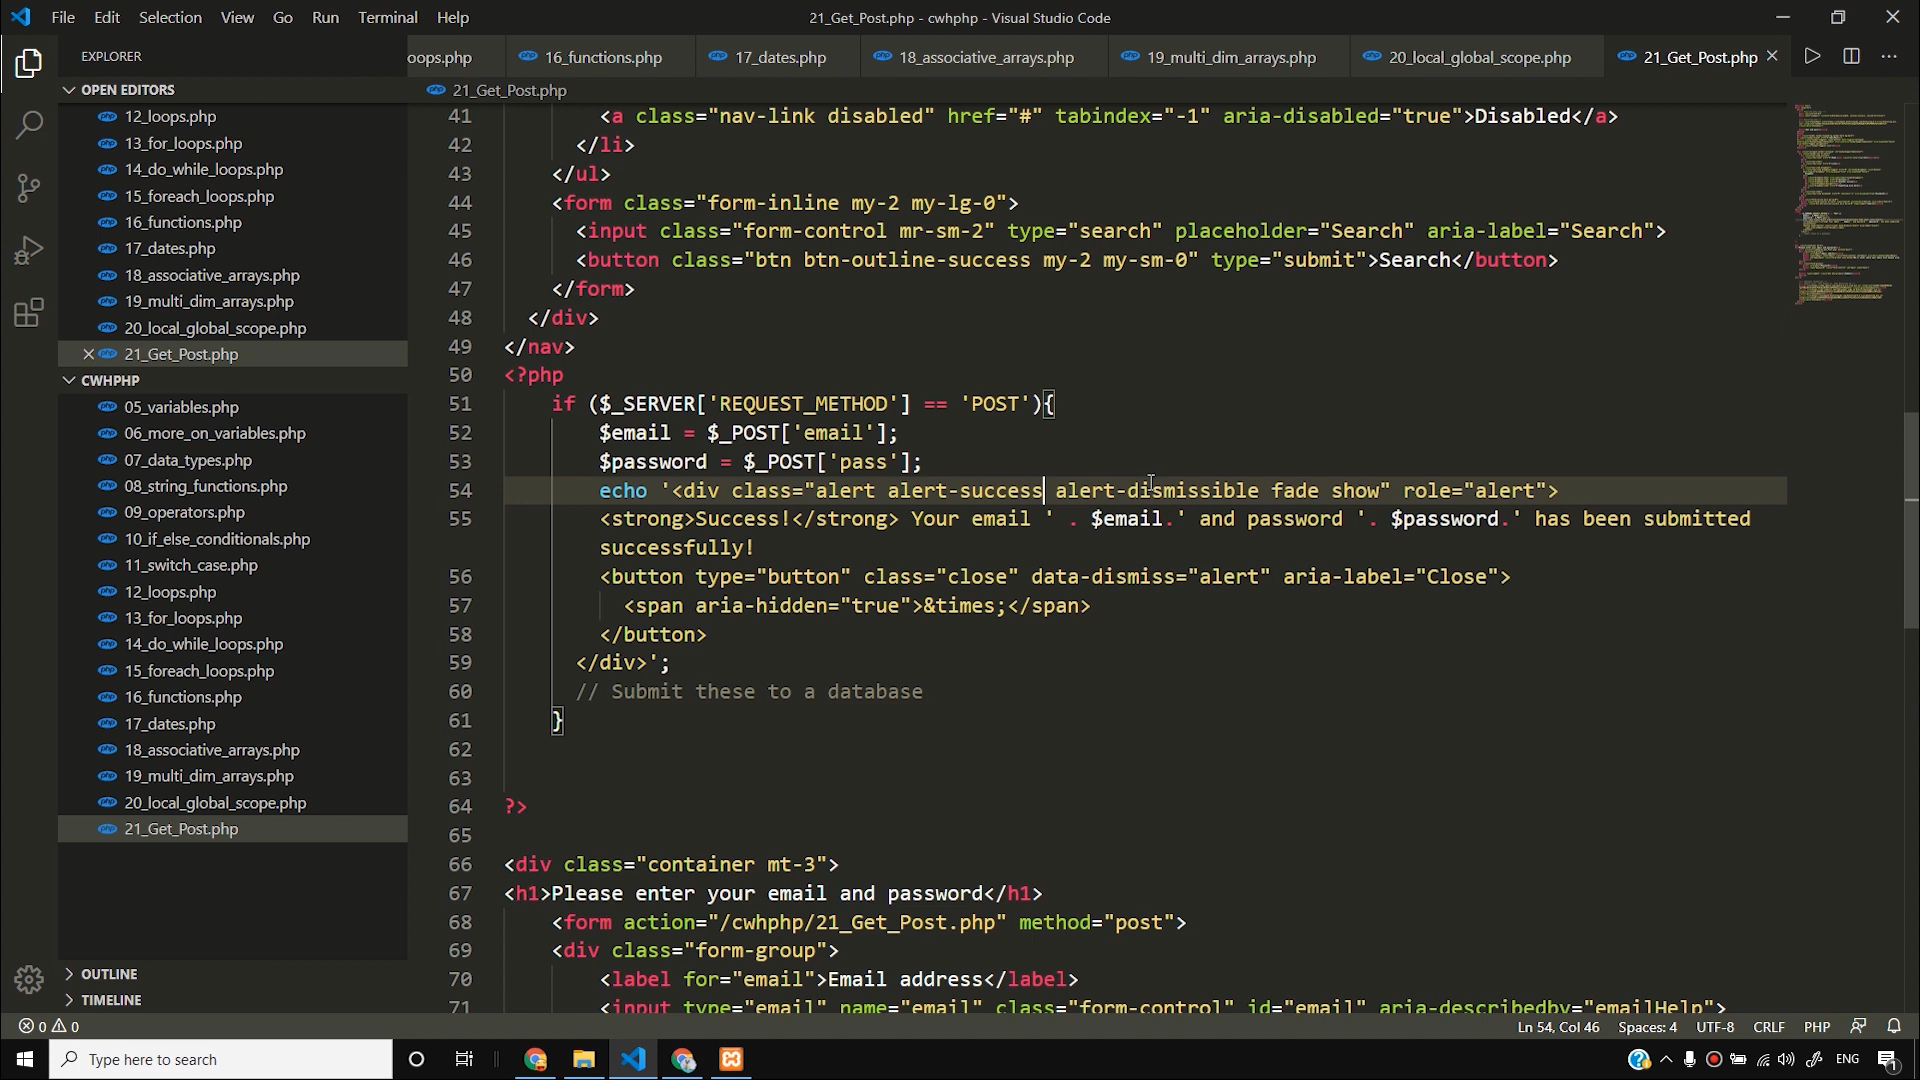 File Edit Selection View Go Run Terminal Help
21_Get_Post.php - cwhphp - Visual Studio Code
EXPLORER
oops.php 16_functions.php 17_dates.php 18_associative_arrays.php 19_multi_dim_arrays.php 20_local_global_scope.php 21_Get_Post.php
OPEN EDITORS
12_loops.php
13_for_loops.php
14_do_while_loops.php
15_foreach_loops.php
16_functions.php
17_dates.php
18_associative_arrays.php
19_multi_dim_arrays.php
20_local_global_scope.php
21_Get_Post.php
CWHPHP
05_variables.php
06_more_on_variables.php
07_data_types.php
08_string_functions.php
09_operators.php
10_if_else_conditionals.php
11_switch_case.php
12_loops.php
13_for_loops.php
14_do_while_loops.php
15_foreach_loops.php
16_functions.php
17_dates.php
18_associative_arrays.php
19_multi_dim_arrays.php
20_local_global_scope.php
21_Get_Post.php
OUTLINE
TIMELINE
21_Get_Post.php
41 <a class="nav-link disabled" href="#" tabindex="-1" aria-disabled="true">Disabled</a>
42 </li>
43 </ul>
44 <form class="form-inline my-2 my-lg-0">
45 <input class="form-control mr-sm-2" type="search" placeholder="Search" aria-label="Search">
46 <button class="btn btn-outline-success my-2 my-sm-0" type="submit">Search</button>
47 </form>
48 </div>
49 </nav>
50 <?php
51 if ($_SERVER['REQUEST_METHOD'] == 'POST'){
52 $email = $_POST['email'];
53 $password = $_POST['pass'];
54 echo '<div class="alert alert-success alert-dismissible fade show" role="alert">
55 <strong>Success!</strong> Your email ' . $email.' and password '. $password.' has been submitted
successfully!
56 <button type="button" class="close" data-dismiss="alert" aria-label="Close">
57 <span aria-hidden="true">&times;</span>
58 </button>
59 </div>';
60 // Submit these to a database
61 }
62
63
64 ?>
65
66 <div class="container mt-3">
67 <h1>Please enter your email and password</h1>
68 <form action="/cwhphp/21_Get_Post.php" method="post">
69 <div class="form-group">
70 <label for="email">Email address</label>
71 <input type="email" name="email" class="form-control" id="email" aria-describedby="emailHelp">
0 0
Ln 54, Col 46 Spaces: 4 UTF-8 CRLF PHP
Type here to search
ENG
1